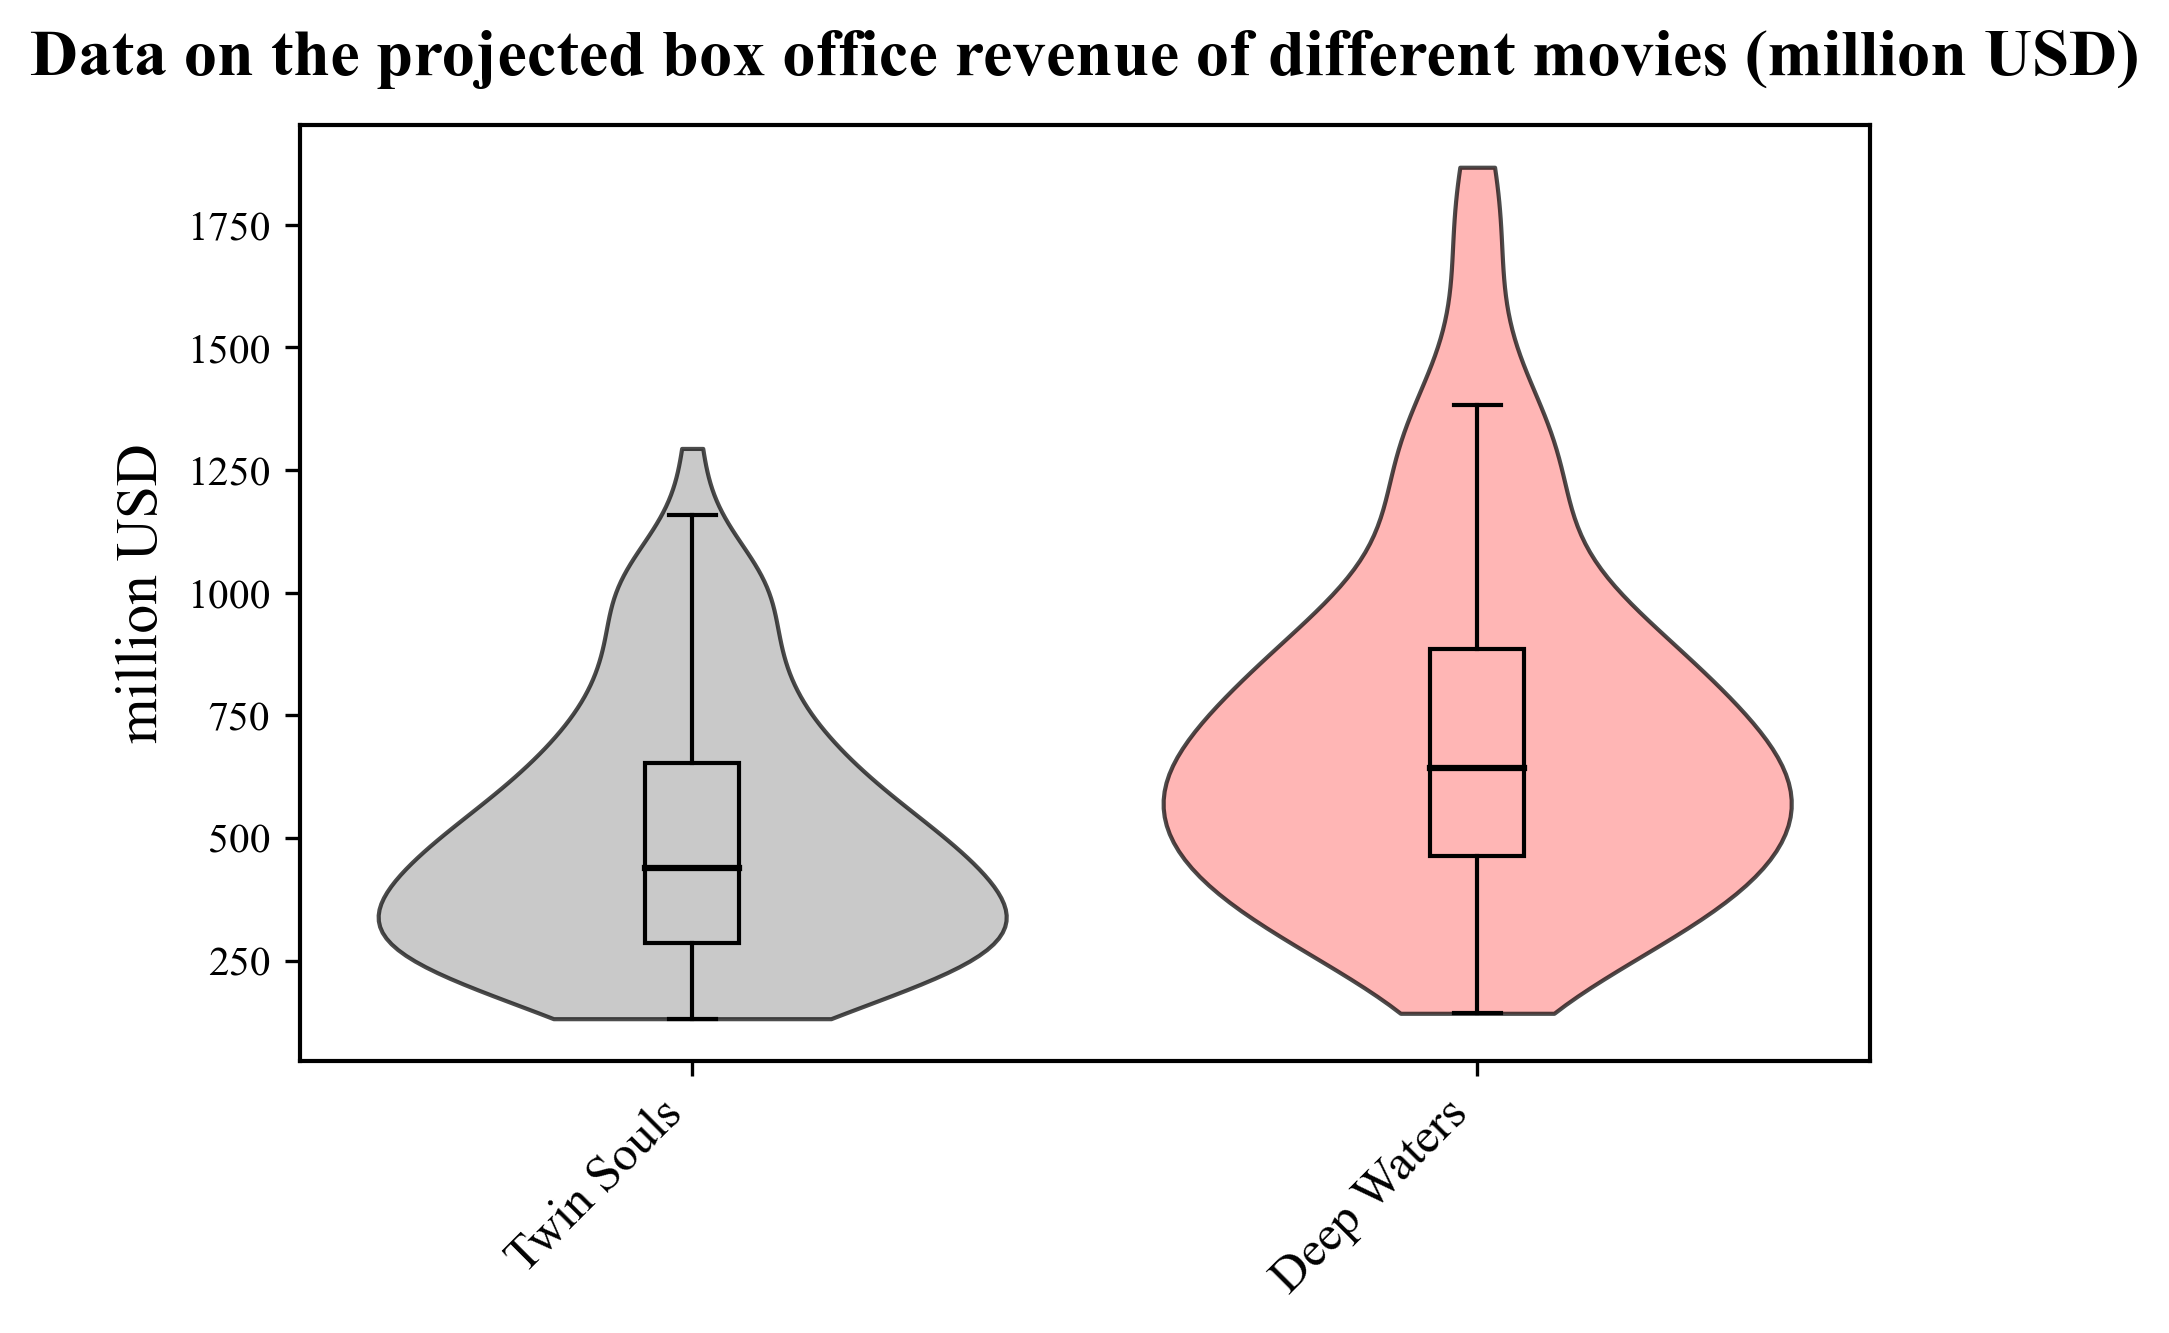 Data on the projected box office revenue of different movies (million USD)
million USD
1750
1500
1250
1000
750
500
250
Twin Souls
Deep Waters